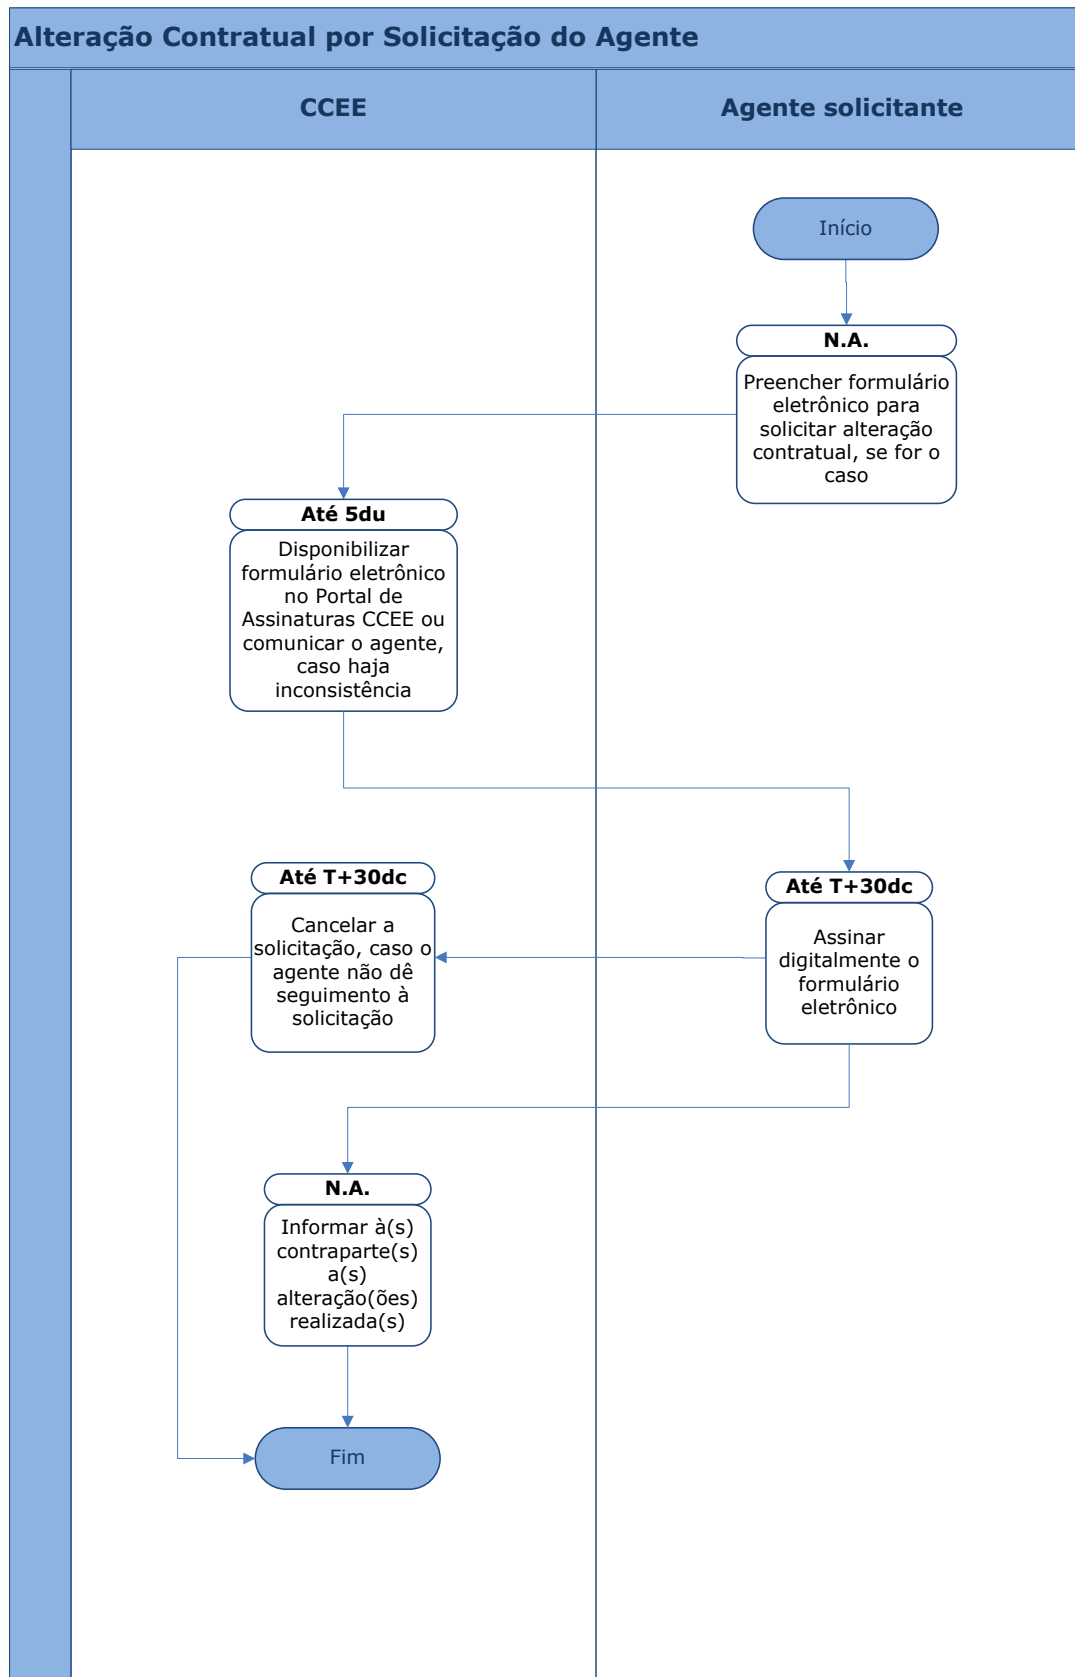 Alteração Contratual por Solicitação do Agente
CCEE
Agente solicitante
Início
N.A.
Preencher formulário
eletrônico para
solicitar alteração
contratual, se for o
caso
Até 5du
Disponibilizar
formulário eletrônico
no Portal de
Assinaturas CCEE ou
comunicar o agente,
caso haja
inconsistência
Até T+30dc
Assinar
digitalmente o
formulário
eletrônico
Até T+30dc
Cancelar a
solicitação, caso o
agente não dê
seguimento à
solicitação
N.A.
Informar à(s)
contraparte(s)
a(s)
alteração(ões)
realizada(s)
Fim